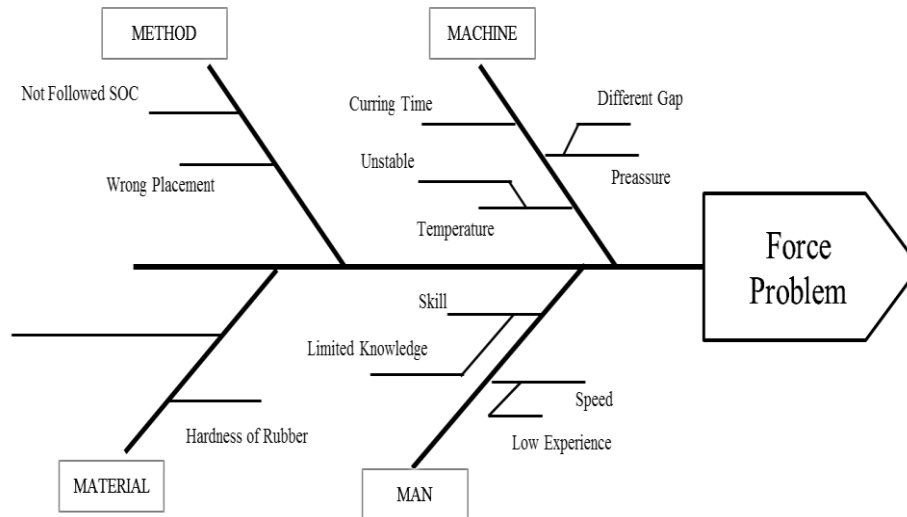 METHOD
MACHINE
Not Followed SOC
Curring Time
Different Gap
Unstable
Wrong Placement
Preassure
Temperature
Force
Problem
Skill
Limited Knowledge
Speed
Hardness of Rubber
Low Experience
MATERIAL
MAN